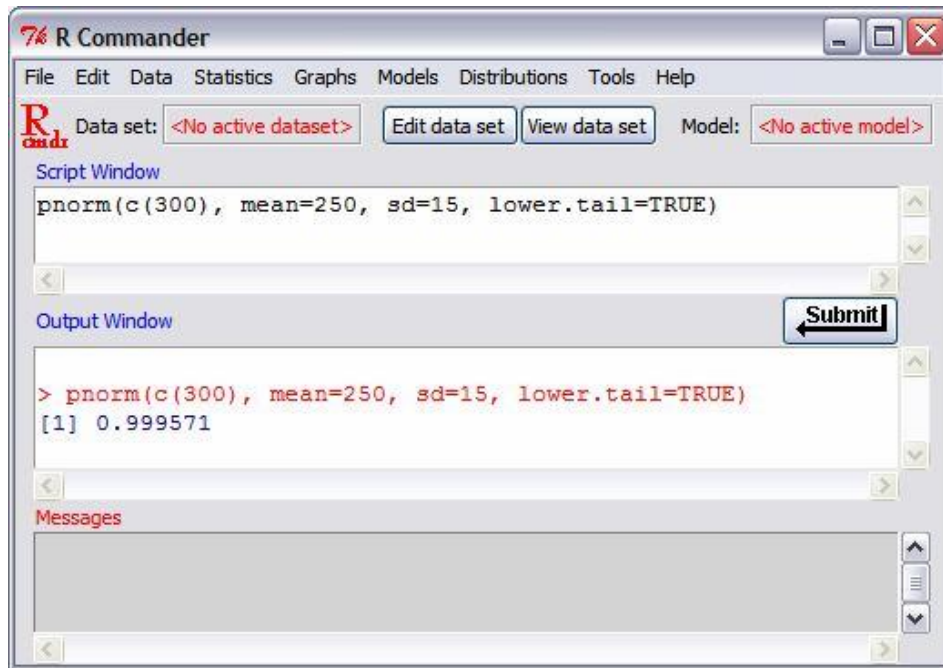 R Commander
File Edit Data Statistics Graphs Models Distributions Tools Help
R cmdr Data set: <No active dataset> Edit data set View data set Model: <No active model>
Script Window
pnorm(c(300), mean=250, sd=15, lower.tail=TRUE)
Output Window
Submit
> pnorm(c(300), mean=250, sd=15, lower.tail=TRUE)
[1] 0.999571
Messages